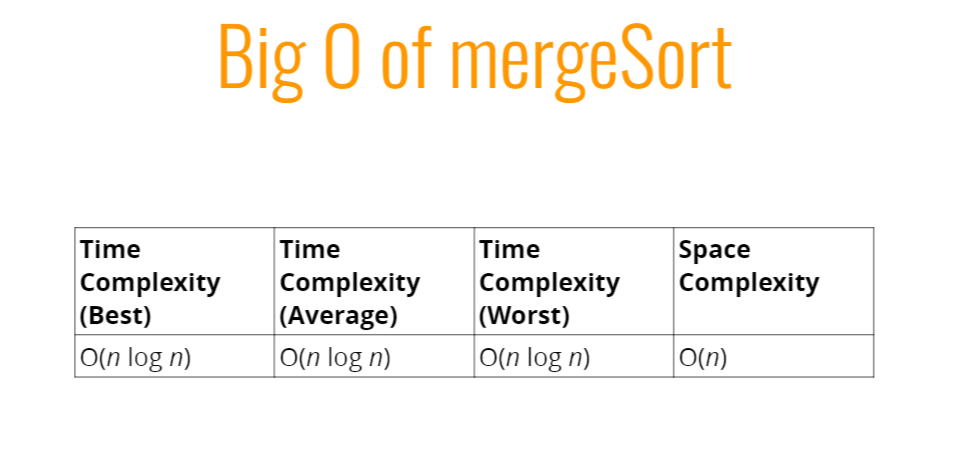 Big O of mergeSort
Time Complexity (Best)
Time Complexity (Average)
Time Complexity (Worst)
Space Complexity
O(n log n)
O(n log n)
O(n log n)
O(n)